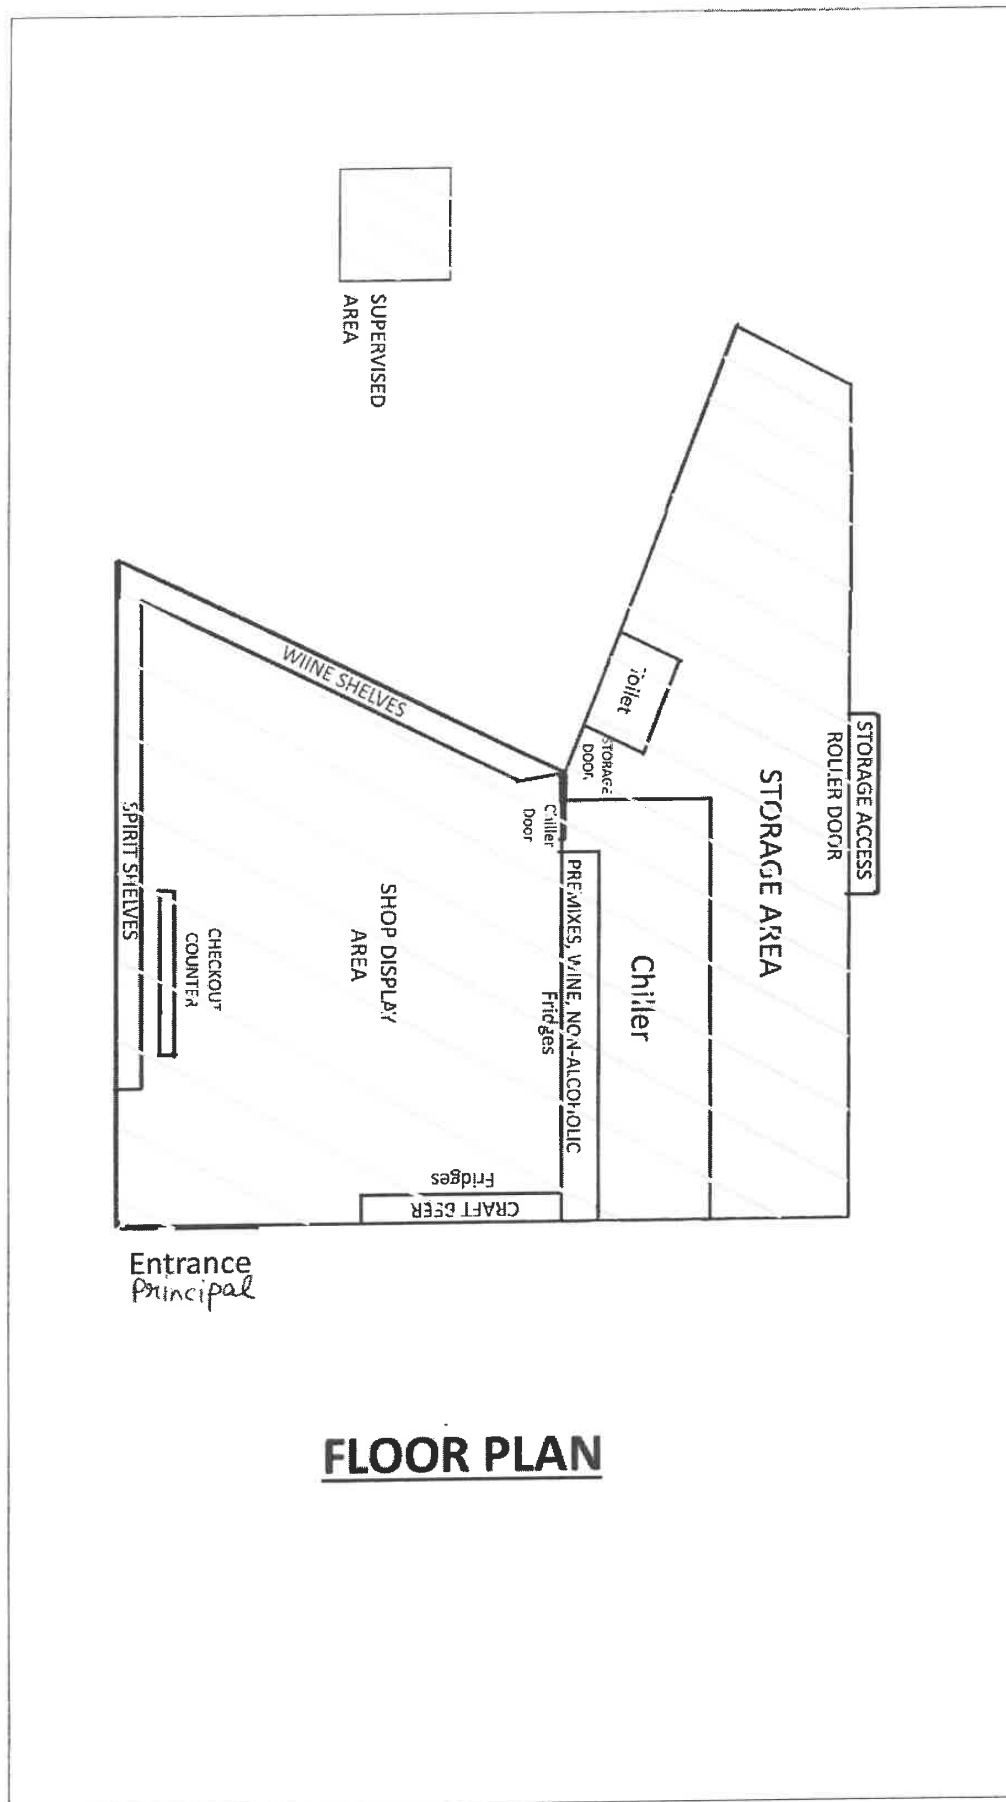 SUPERVISED
AREA
WIINE SHELVES
SPIRIT SHELVES
CHECKOUT
COUNTER
SHOP DISPLAY
AREA
Chiller
Door
STORAGE
DOOR
Toilet
PREMIXES, WINE, NON-ALCOHOLIC
Fridges
Chiller
STORAGE AREA
STORAGE ACCESS
ROLLER DOOR
Fridges
CRAFT BEER
Entrance
Principal
FLOOR PLAN